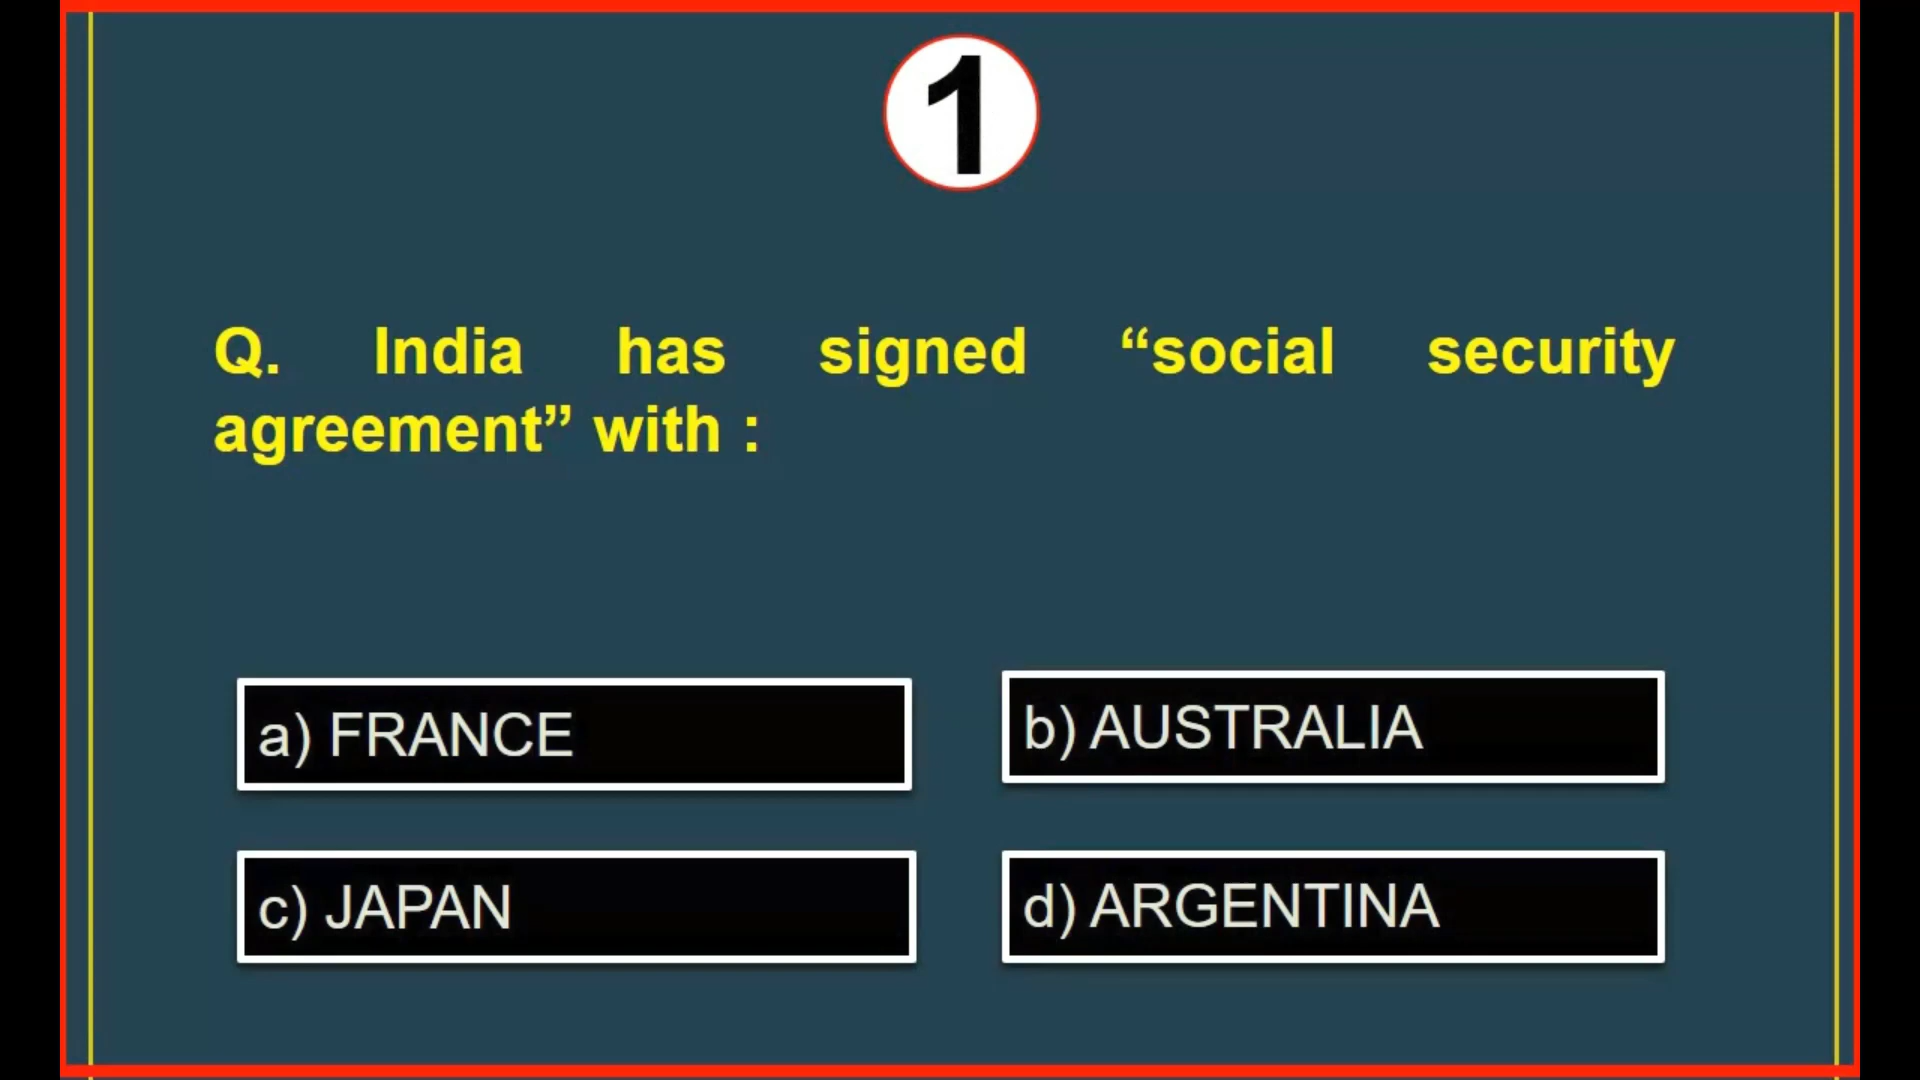 1
Q. India has signed “social security
agreement” with :
a) FRANCE
b) AUSTRALIA
c) JAPAN
d) ARGENTINA